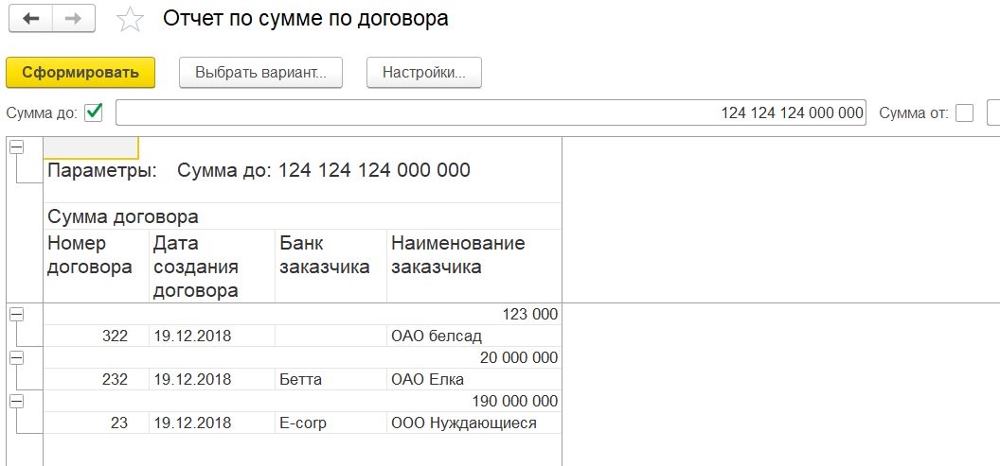 Отчет по сумме по договора
Сформировать Выбрать вариант... Настройки...
Сумма до: 124 124 124 000 000 Сумма от:
Параметры: Сумма до: 124 124 124 000 000
Сумма договора
Номер договора Дата создания договора Банк заказчика Наименование заказчика
123 000
322 19.12.2018 ОАО белсад
20 000 000
232 19.12.2018 Бетта ОАО Елка
190 000 000
23 19.12.2018 E-corp ООО Нуждающиеся